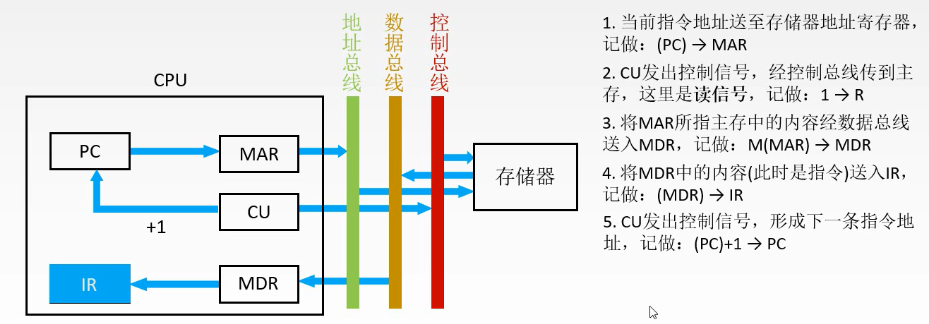 地址总线
数据总线
控制总线
CPU
PC
MAR
CU
+1
IR
MDR
存储器
1. 当前指令地址送至存储器地址寄存器，
记做：(PC) → MAR
2. CU发出控制信号，经控制总线传到主
存，这里是读信号，记做：1 → R
3. 将MAR所指主存中的内容经数据总线
送入MDR，记做：M(MAR) → MDR
4. 将MDR中的内容(此时是指令)送入IR，
记做：(MDR) → IR
5. CU发出控制信号，形成下一条指令地
址，记做：(PC)+1 → PC